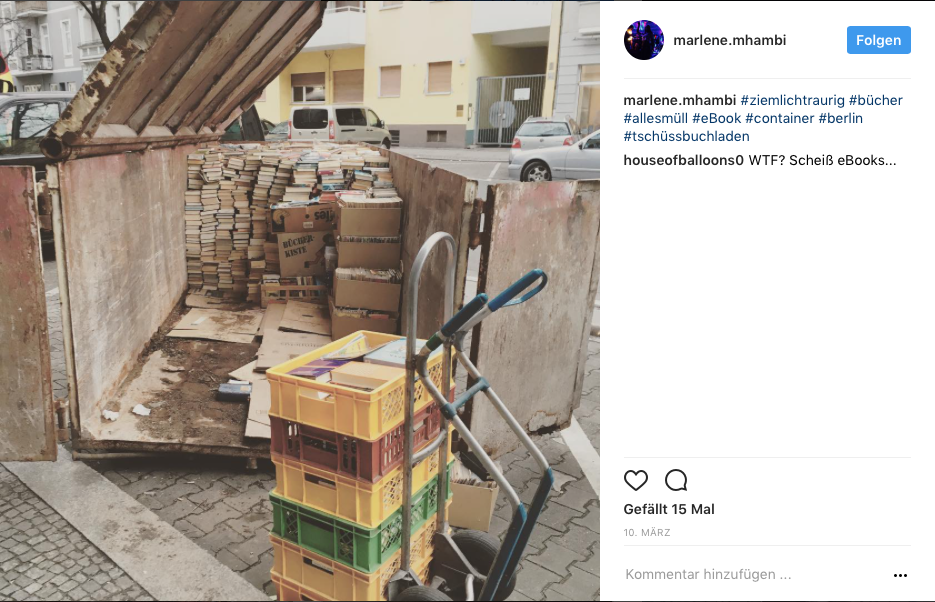 les
BÜCHER
KISTE
marlene.mhambi
Folgen
marlene.mhambi #ziemlichtraurig #bücher
#allesmüll #eBook #container #berlin
#tschüssbuchladen
houseofballoons0 WTF? Scheiß eBooks...
Gefällt 15 Mal
10. MÄRZ
Kommentar hinzufügen ...